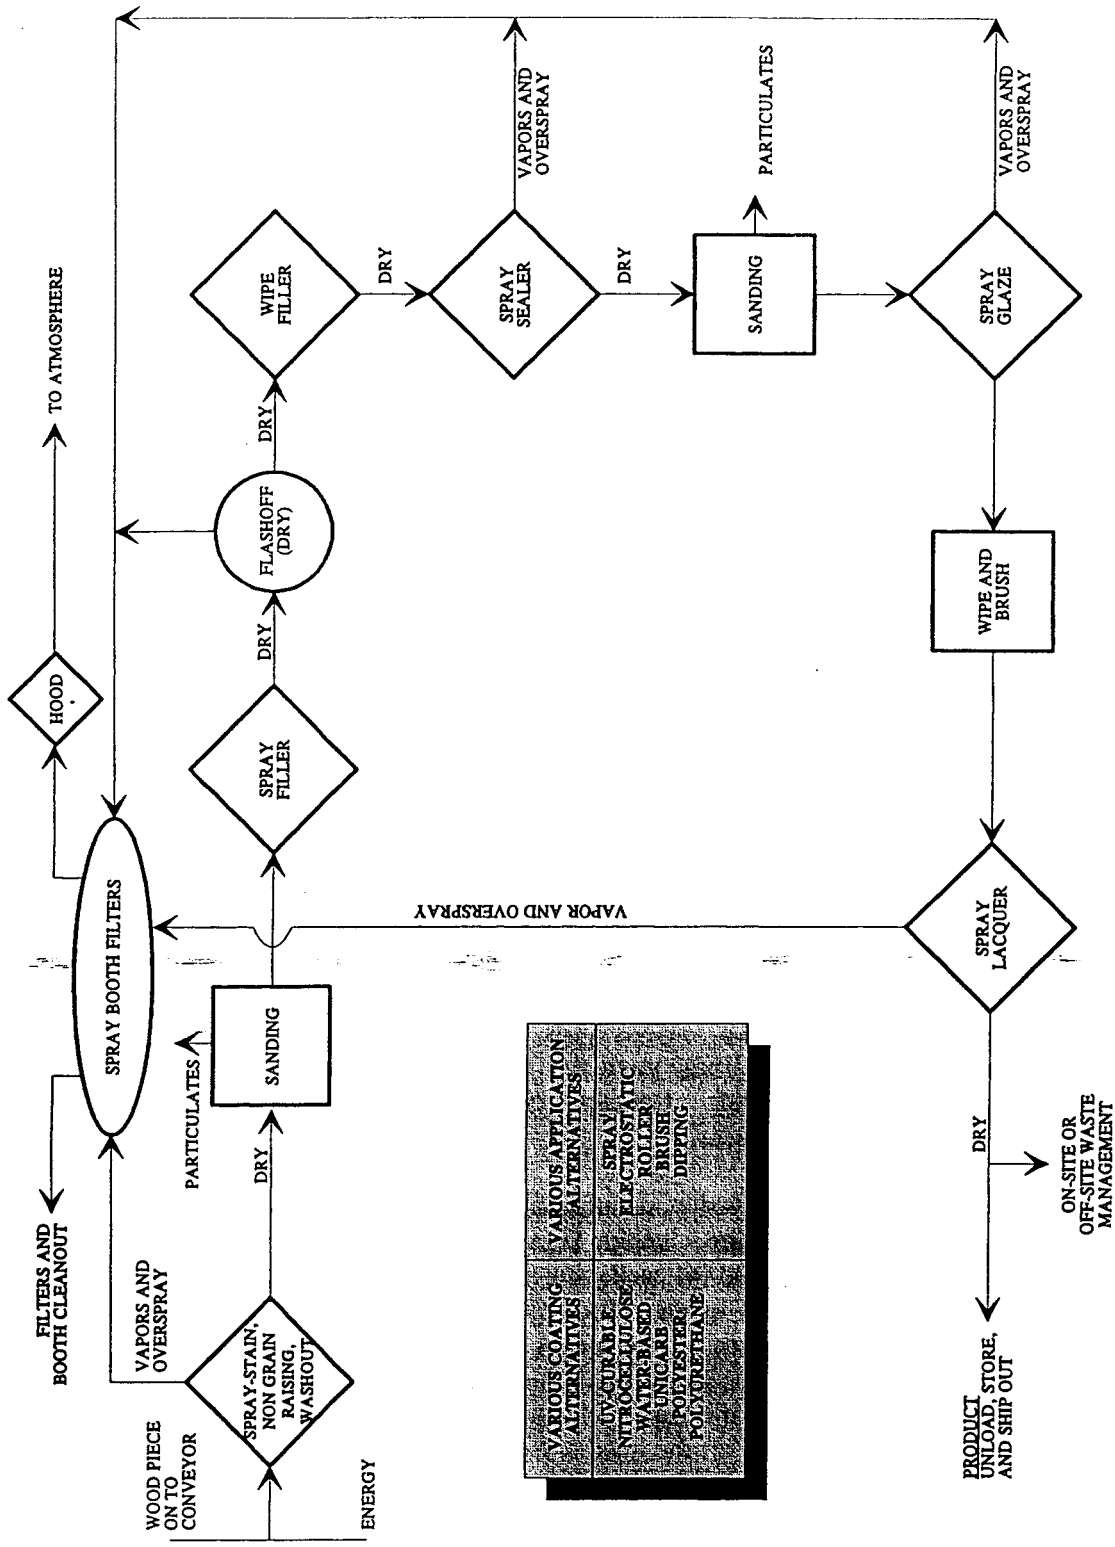 WOOD PIECE
ON TO
CONVEYOR
ENERGY
SPRAY-STAIN,
NON GRAIN
RAISING,
WASHOUT
VAPORS AND
OVERSPRAY
FILTERS AND
BOOTH CLEANOUT
SPRAY BOOTH FILTERS
HOOD
TO ATMOSPHERE
DRY
SANDING
PARTICULATES
SPRAY
FILLER
DRY
FLASHOFF
(DRY)
DRY
WIPE
FILLER
DRY
SPRAY
SEALER
VAPORS AND
OVERSPRAY
DRY
SANDING
PARTICULATES
SPRAY
GLAZE
VAPORS AND
OVERSPRAY
WIPE AND
BRUSH
SPRAY
LACQUER
VAPOR AND OVERSPRAY
DRY
ON-SITE OR
OFF-SITE WASTE
MANAGEMENT
PRODUCT
UNLOAD, STORE,
AND SHIP OUT
VARIOUS COATING
ALTERNATIVES
UV-CURABLE
NITROCELLULOSE
WATER-BASED
UNICARB
POLYESTER
POLYURETHANE
VARIOUS APPLICATION
ALTERNATIVES
SPRAY
ELECTROSTATIC
ROLLER
BRUSH
DIPPING